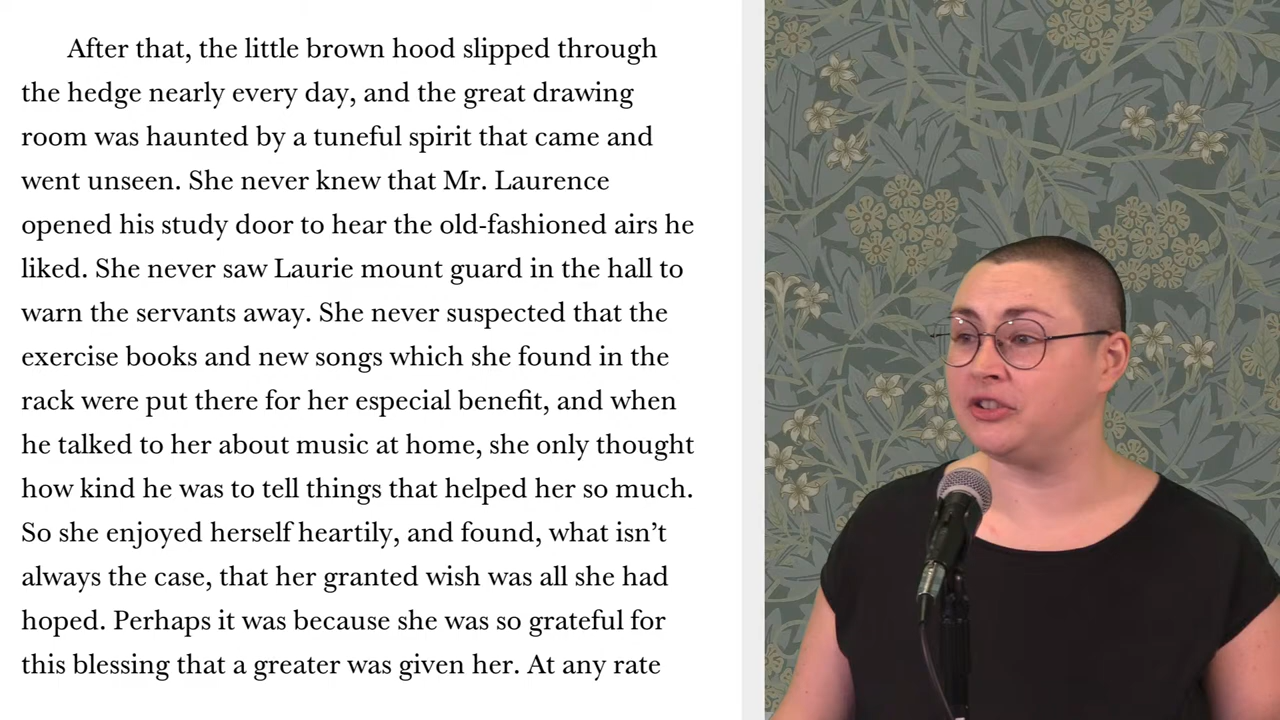 After that, the little brown hood slipped through
the hedge nearly every day, and the great drawing
room was haunted by a tuneful spirit that came and
went unseen. She never knew that Mr. Laurence
opened his study door to hear the old-fashioned airs he
liked. She never saw Laurie mount guard in the hall to
warn the servants away. She never suspected that the
exercise books and new songs which she found in the
rack were put there for her especial benefit, and when
he talked to her about music at home, she only thought
how kind he was to tell things that helped her so much.
So she enjoyed herself heartily, and found, what isn’t
always the case, that her granted wish was all she had
hoped. Perhaps it was because she was so grateful for
this blessing that a greater was given her. At any rate